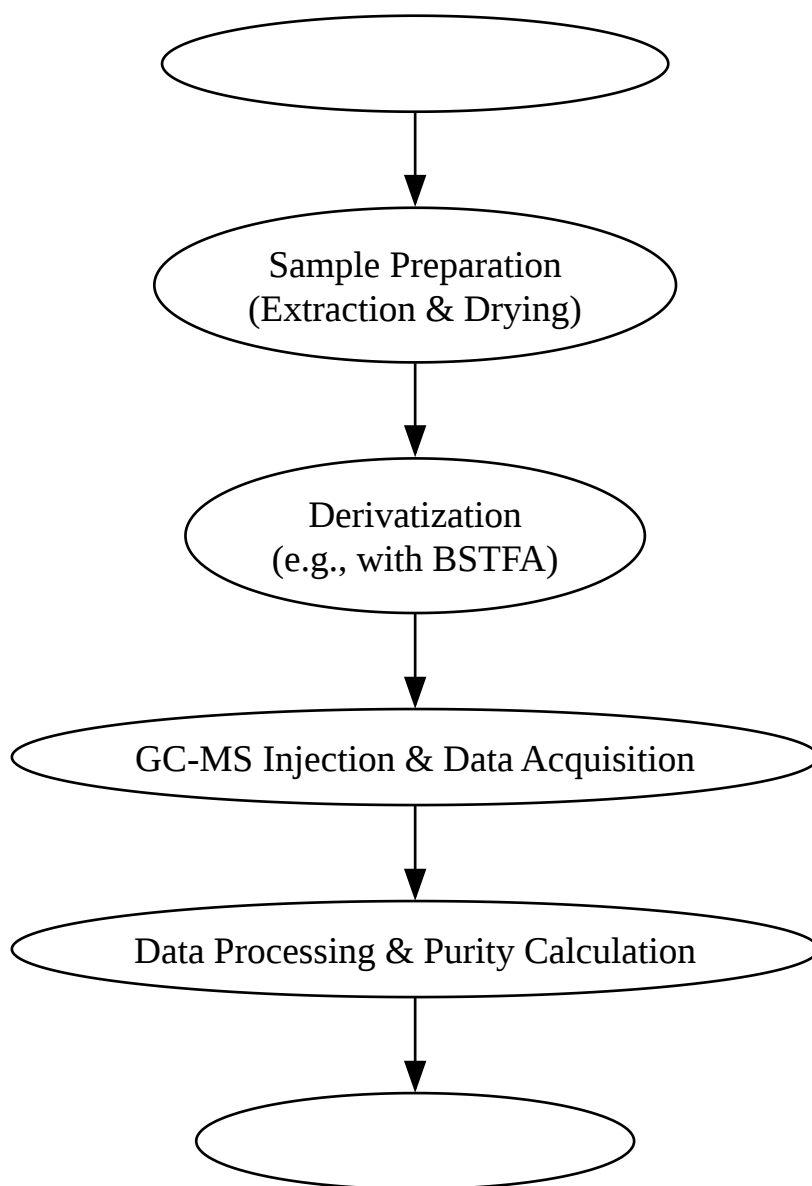 Sample Preparation
(Extraction & Drying)
Derivatization
(e.g., with BSTFA)
GC-MS Injection & Data Acquisition
Data Processing & Purity Calculation